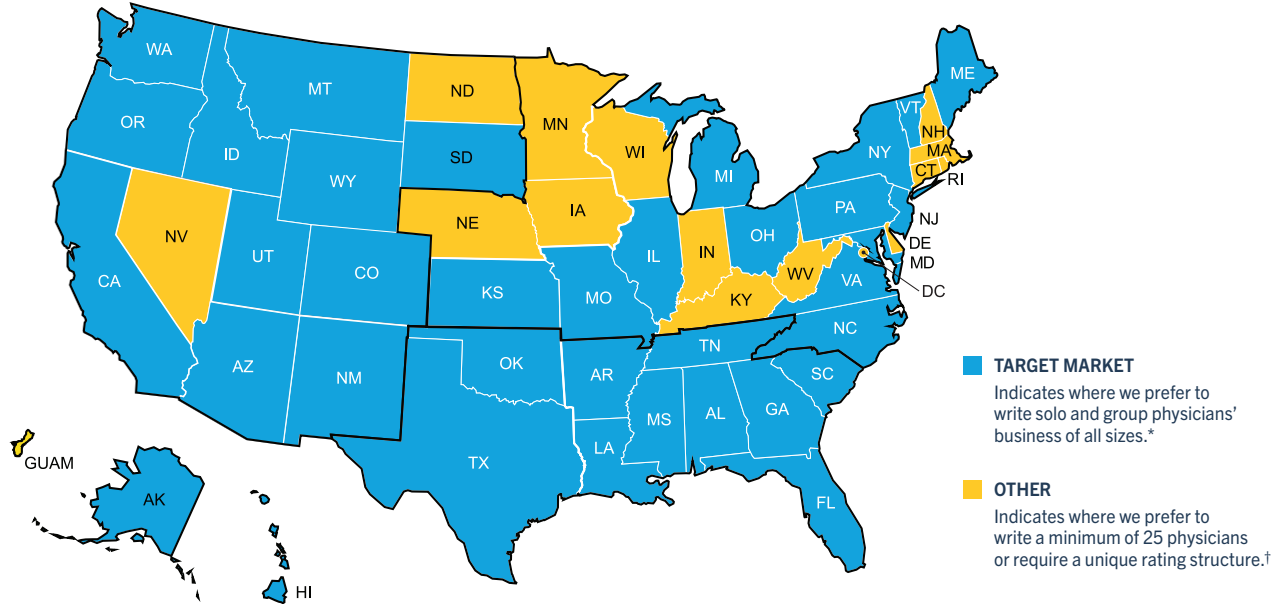 WA
MT
ND
MN
ME
VT
NH
OR
ID
SD
WI
MI
NY
MA
CT
RI
WY
NV
NE
IA
PA
NJ
UT
CO
IL
IN
OH
DE
MD
CA
KS
MO
WV
VA
DC
KY
NC
AZ
NM
OK
AR
TN
SC
MS
AL
GA
TX
LA
FL
GUAM
AK
HI
TARGET MARKET
Indicates where we prefer to
write solo and group physicians’
business of all sizes.*
OTHER
Indicates where we prefer to
write a minimum of 25 physicians
or require a unique rating structure.†